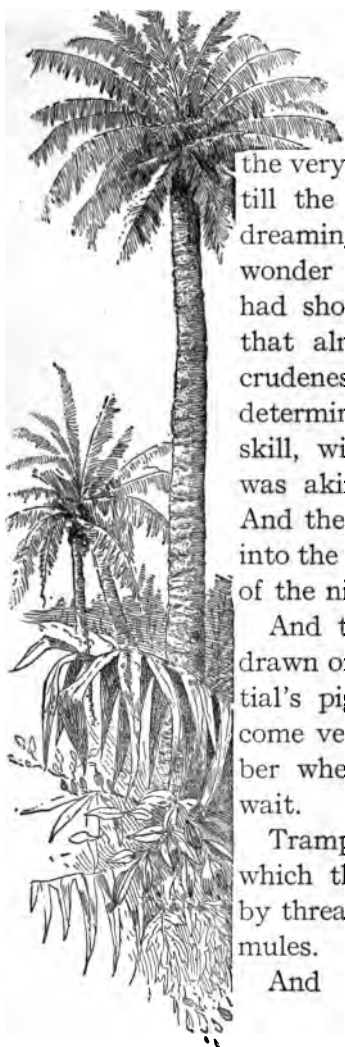 the very
till the
dreaming
wonder
had sho
that alm
crudenes
determin
skill, wi
was akin
And the
into the
of the ni
And t
drawn or
tial's pig
come ve
ber whe
wait.
Tramp
which th
by threa
mules.
And